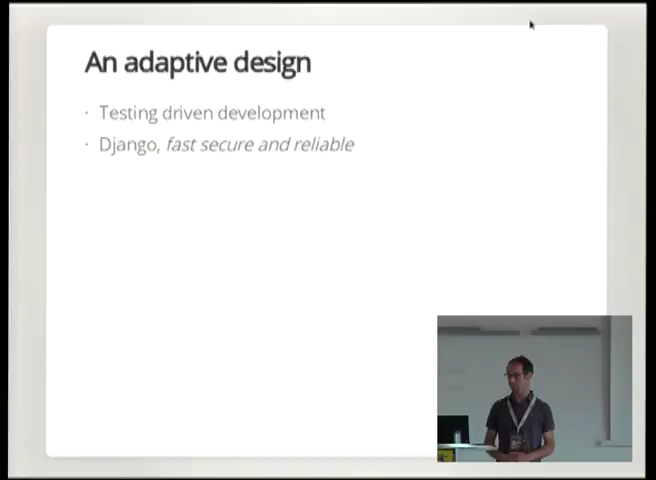 An adaptive design
· Testing driven development
· Django, fast secure and reliable